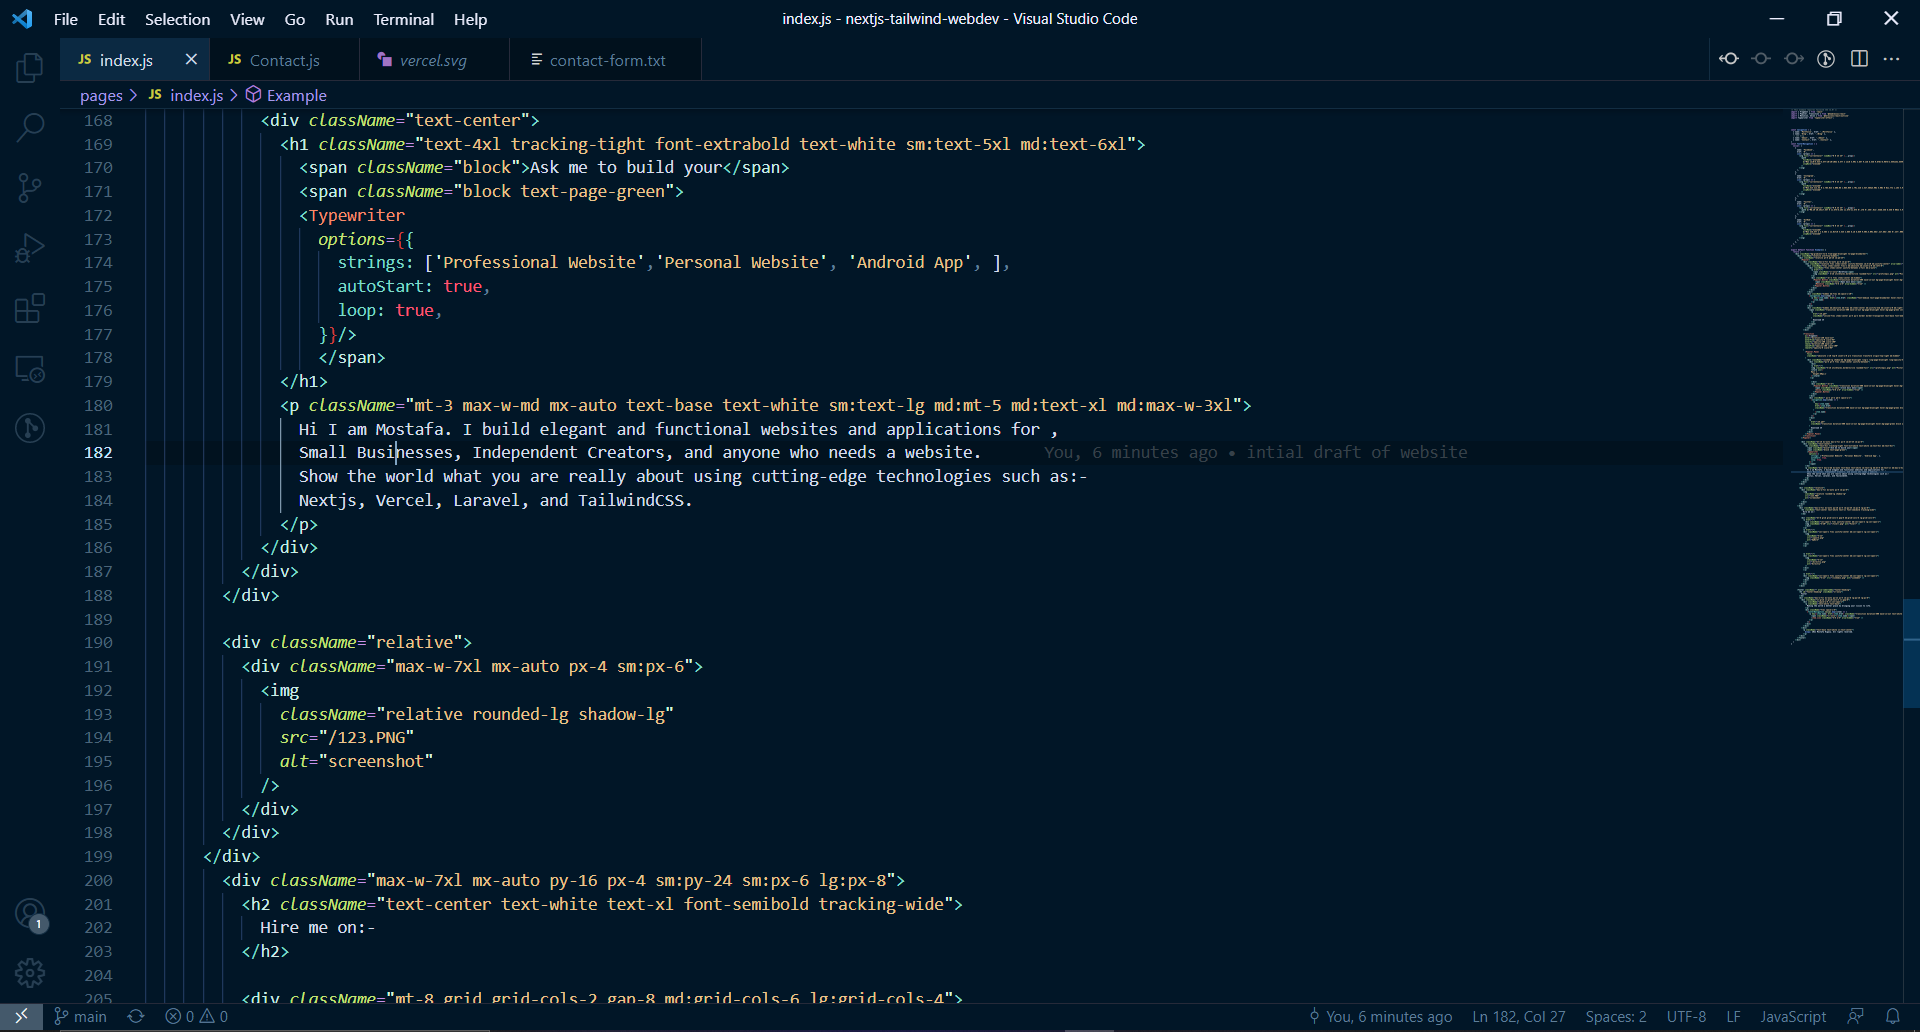 File Edit Selection View Go Run Terminal Help
index.js - nextjs-tailwind-webdev - Visual Studio Code
JS index.js JS Contact.js vercel.svg contact-form.txt
pages > JS index.js > Example
168 <div className="text-center">
169 <h1 className="text-4xl tracking-tight font-extrabold text-white sm:text-5xl md:text-6xl">
170 <span className="block">Ask me to build your</span>
171 <span className="block text-page-green">
172 <Typewriter
173 options={{
174 strings: ['Professional Website','Personal Website', 'Android App', ],
175 autoStart: true,
176 loop: true,
177 }}/>
178 </span>
179 </h1>
180 <p className="mt-3 max-w-md mx-auto text-base text-white sm:text-lg md:mt-5 md:text-xl md:max-w-3xl">
181 Hi I am Mostafa. I build elegant and functional websites and applications for ,
182 Small Businesses, Independent Creators, and anyone who needs a website. You, 6 minutes ago • intial draft of website
183 Show the world what you are really about using cutting-edge technologies such as:-
184 Nextjs, Vercel, Laravel, and TailwindCSS.
185 </p>
186 </div>
187 </div>
188 </div>
189
190 <div className="relative">
191 <div className="max-w-7xl mx-auto px-4 sm:px-6">
192 <img
193 className="relative rounded-lg shadow-lg"
194 src="/123.PNG"
195 alt="screenshot"
196 />
197 </div>
198 </div>
199 </div>
200 <div className="max-w-7xl mx-auto py-16 px-4 sm:py-24 sm:px-6 lg:px-8">
201 <h2 className="text-center text-white text-xl font-semibold tracking-wide">
202 Hire me on:-
203 </h2>
204
205 <div className="mt-8 grid grid-cols-2 gap-8 md:grid-cols-6 lg:grid-cols-4">
1
main 0 0 You, 6 minutes ago Ln 182, Col 27 Spaces: 2 UTF-8 LF JavaScript